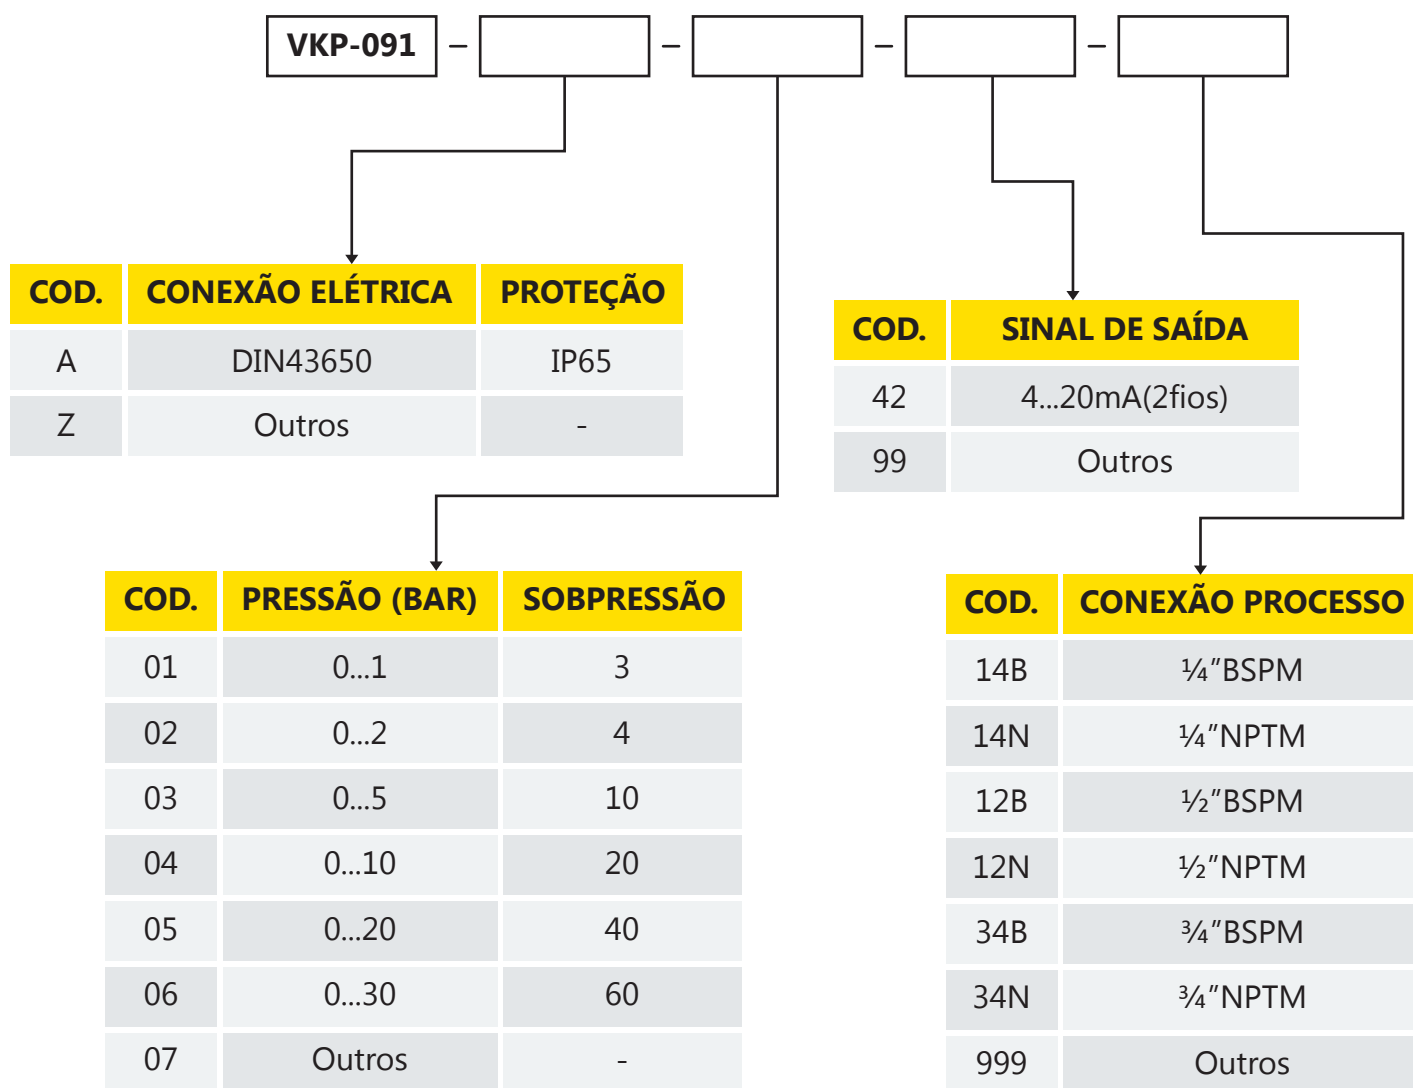 VKP-091 – – – –
COD. CONEXÃO ELÉTRICA PROTEÇÃO
A DIN43650 IP65
Z Outros -
COD. SINAL DE SAÍDA
42 4...20mA(2fios)
99 Outros
COD. PRESSÃO (BAR) SOBPRESSÃO
01 0...1 3
02 0...2 4
03 0...5 10
04 0...10 20
05 0...20 40
06 0...30 60
07 Outros -
COD. CONEXÃO PROCESSO
14B ¼"BSPM
14N ¼"NPTM
12B ½"BSPM
12N ½"NPTM
34B ¾"BSPM
34N ¾"NPTM
999 Outros